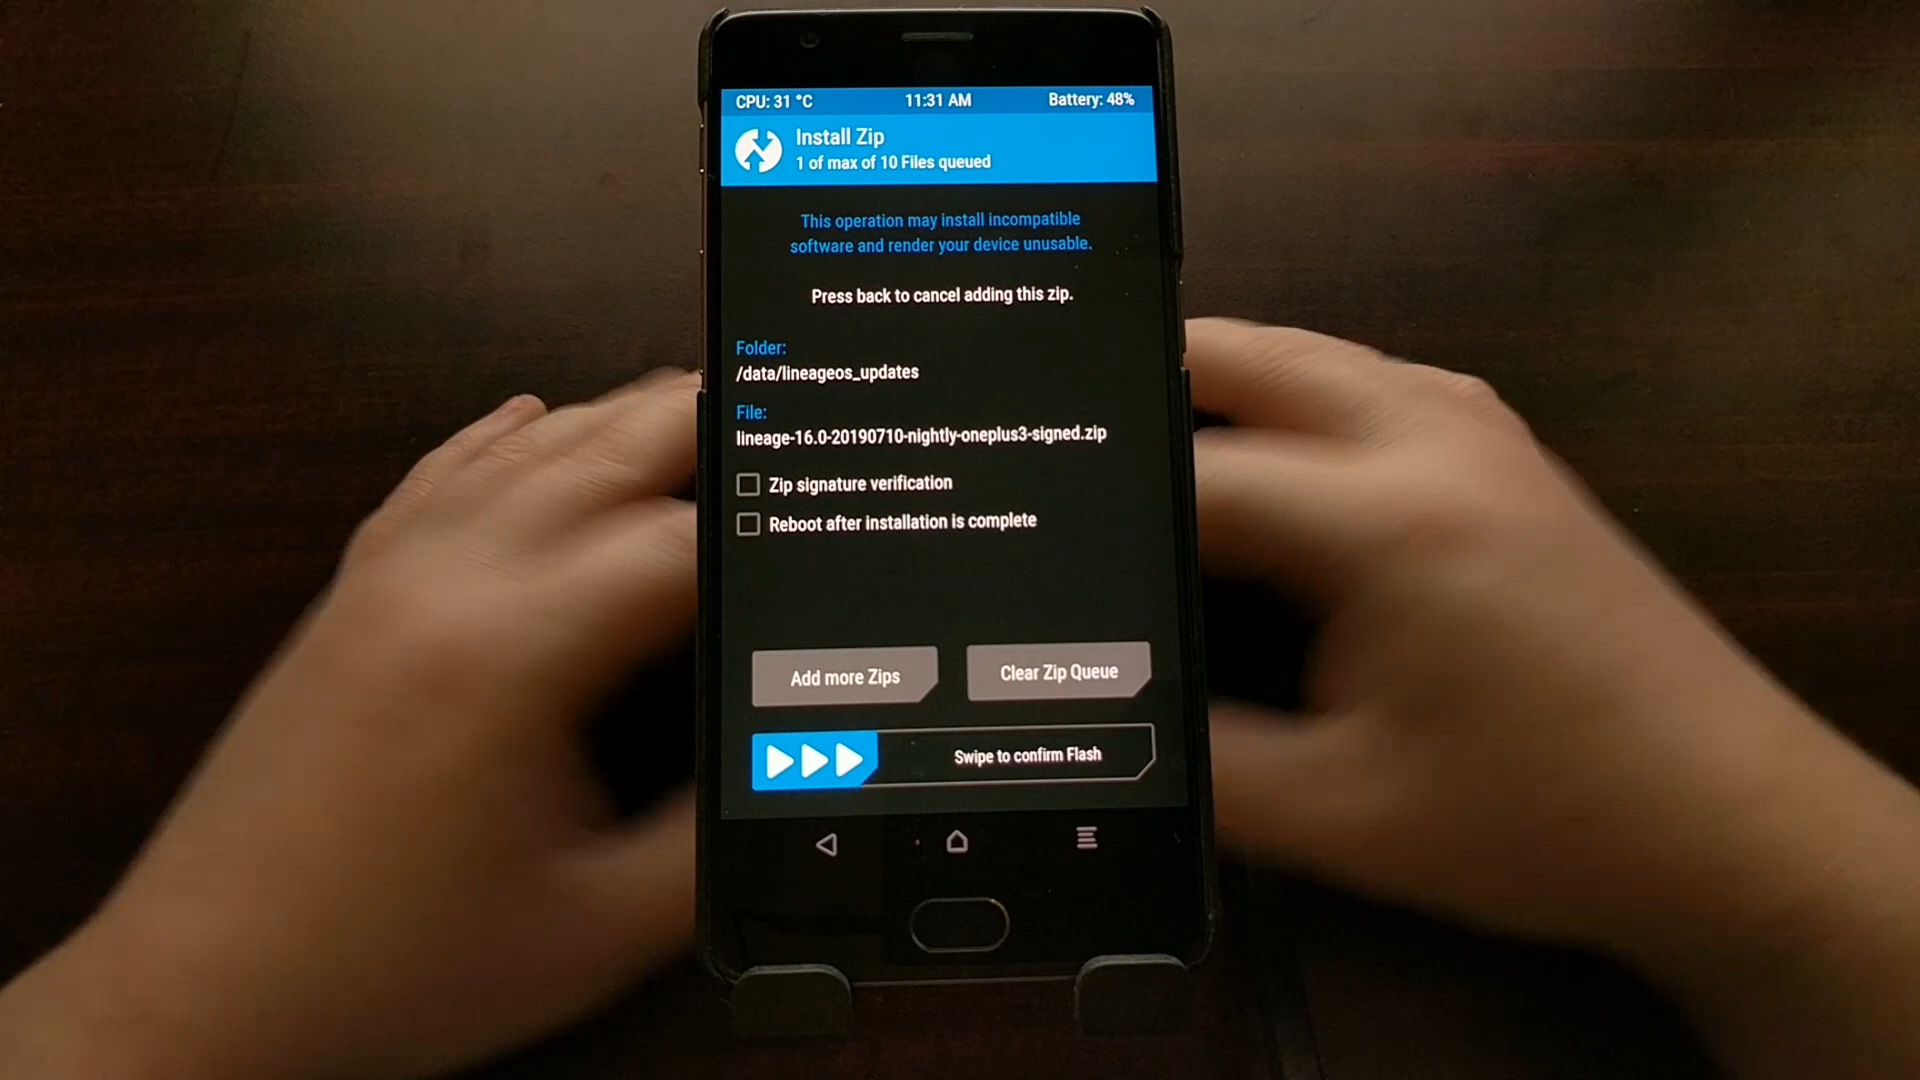 CPU: 31 °C 11:31 AM Battery: 48%
Install Zip
1 of max of 10 Files queued
This operation may install incompatible
software and render your device unusable.
Press back to cancel adding this zip.
Folder:
/data/lineageos_updates
File:
lineage-16.0-20190710-nightly-oneplus3-signed.zip
Zip signature verification
Reboot after installation is complete
Add more Zips Clear Zip Queue
Swipe to confirm Flash